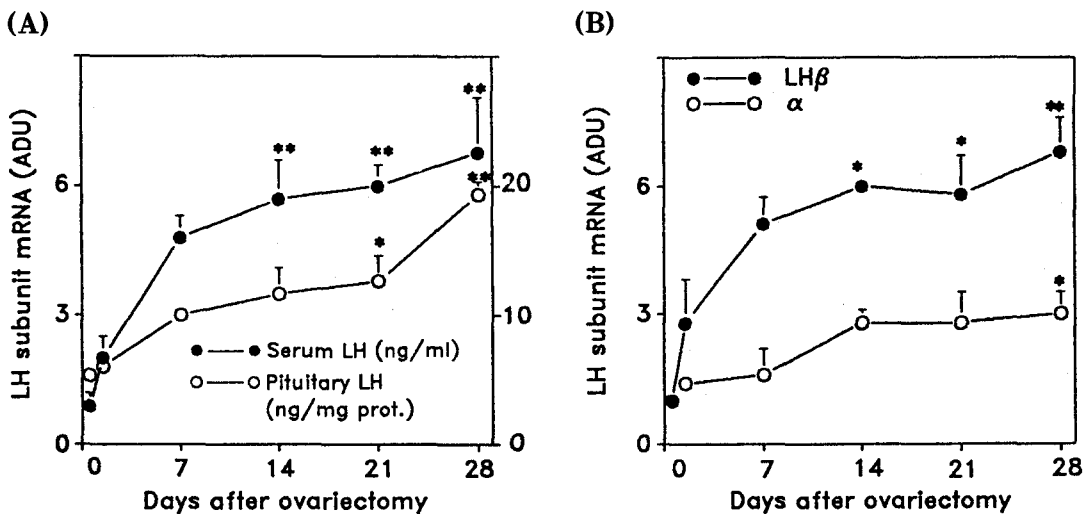 (A)
LH subunit mRNA (ADU)
6
3
0
20
10
0
**
**
**
**
*
Serum LH (ng/ml)
Pituitary LH
(ng/mg prot.)
0 7 14 21 28
Days after ovariectomy
(B)
LH subunit mRNA (ADU)
6
3
0
LHβ
α
*
*
**
*
0 7 14 21 28
Days after ovariectomy